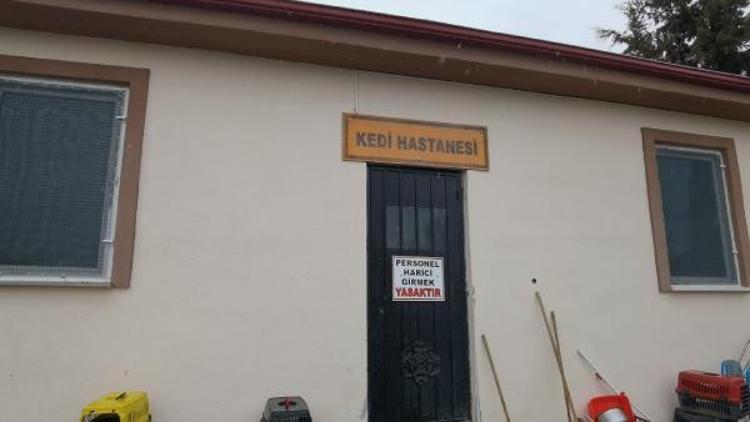 KEDİ HASTANESİ
PERSONEL
HARİCİ
GİRMEK
YASAKTIR